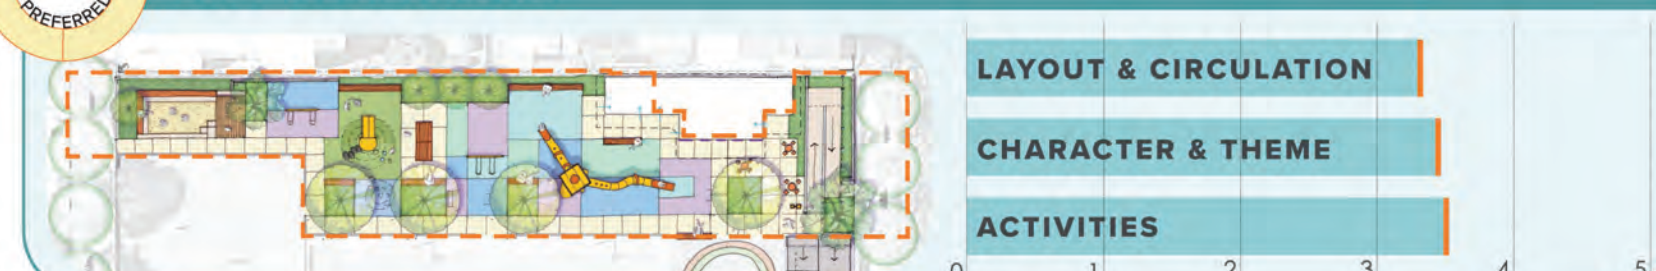 PREFERRED
LAYOUT & CIRCULATION
CHARACTER & THEME
ACTIVITIES
0 1 2 3 4 5